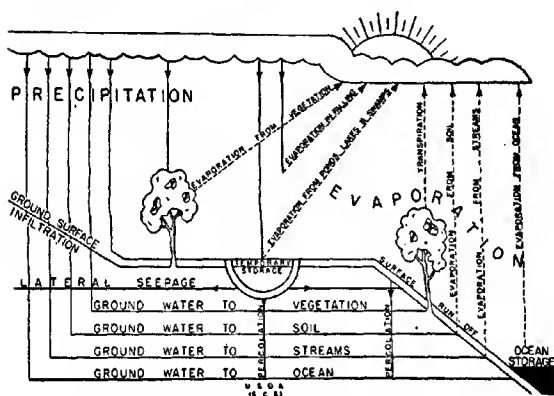 PRECIPITATION
EVAPORATION FROM VEGETATION
EVAPORATION IN FALLING
EVAPORATION FROM PONDS LAKES & SWAMPS
TRANSPIRATION
FROM SOIL
EVAPORATION FROM STREAMS
EVAPORATION FROM OCEAN
EVAPORATION
GROUND SURFACE
INFILTRATION
TEMPORARY
STORAGE
SURFACE RUN-OFF
LATERAL SEEPAGE
GROUND WATER TO VEGETATION
GROUND WATER TO SOIL
GROUND WATER TO STREAMS
GROUND WATER TO OCEAN
PERCOLATION
PERCOLATION
OCEAN
STORAGE
USDA